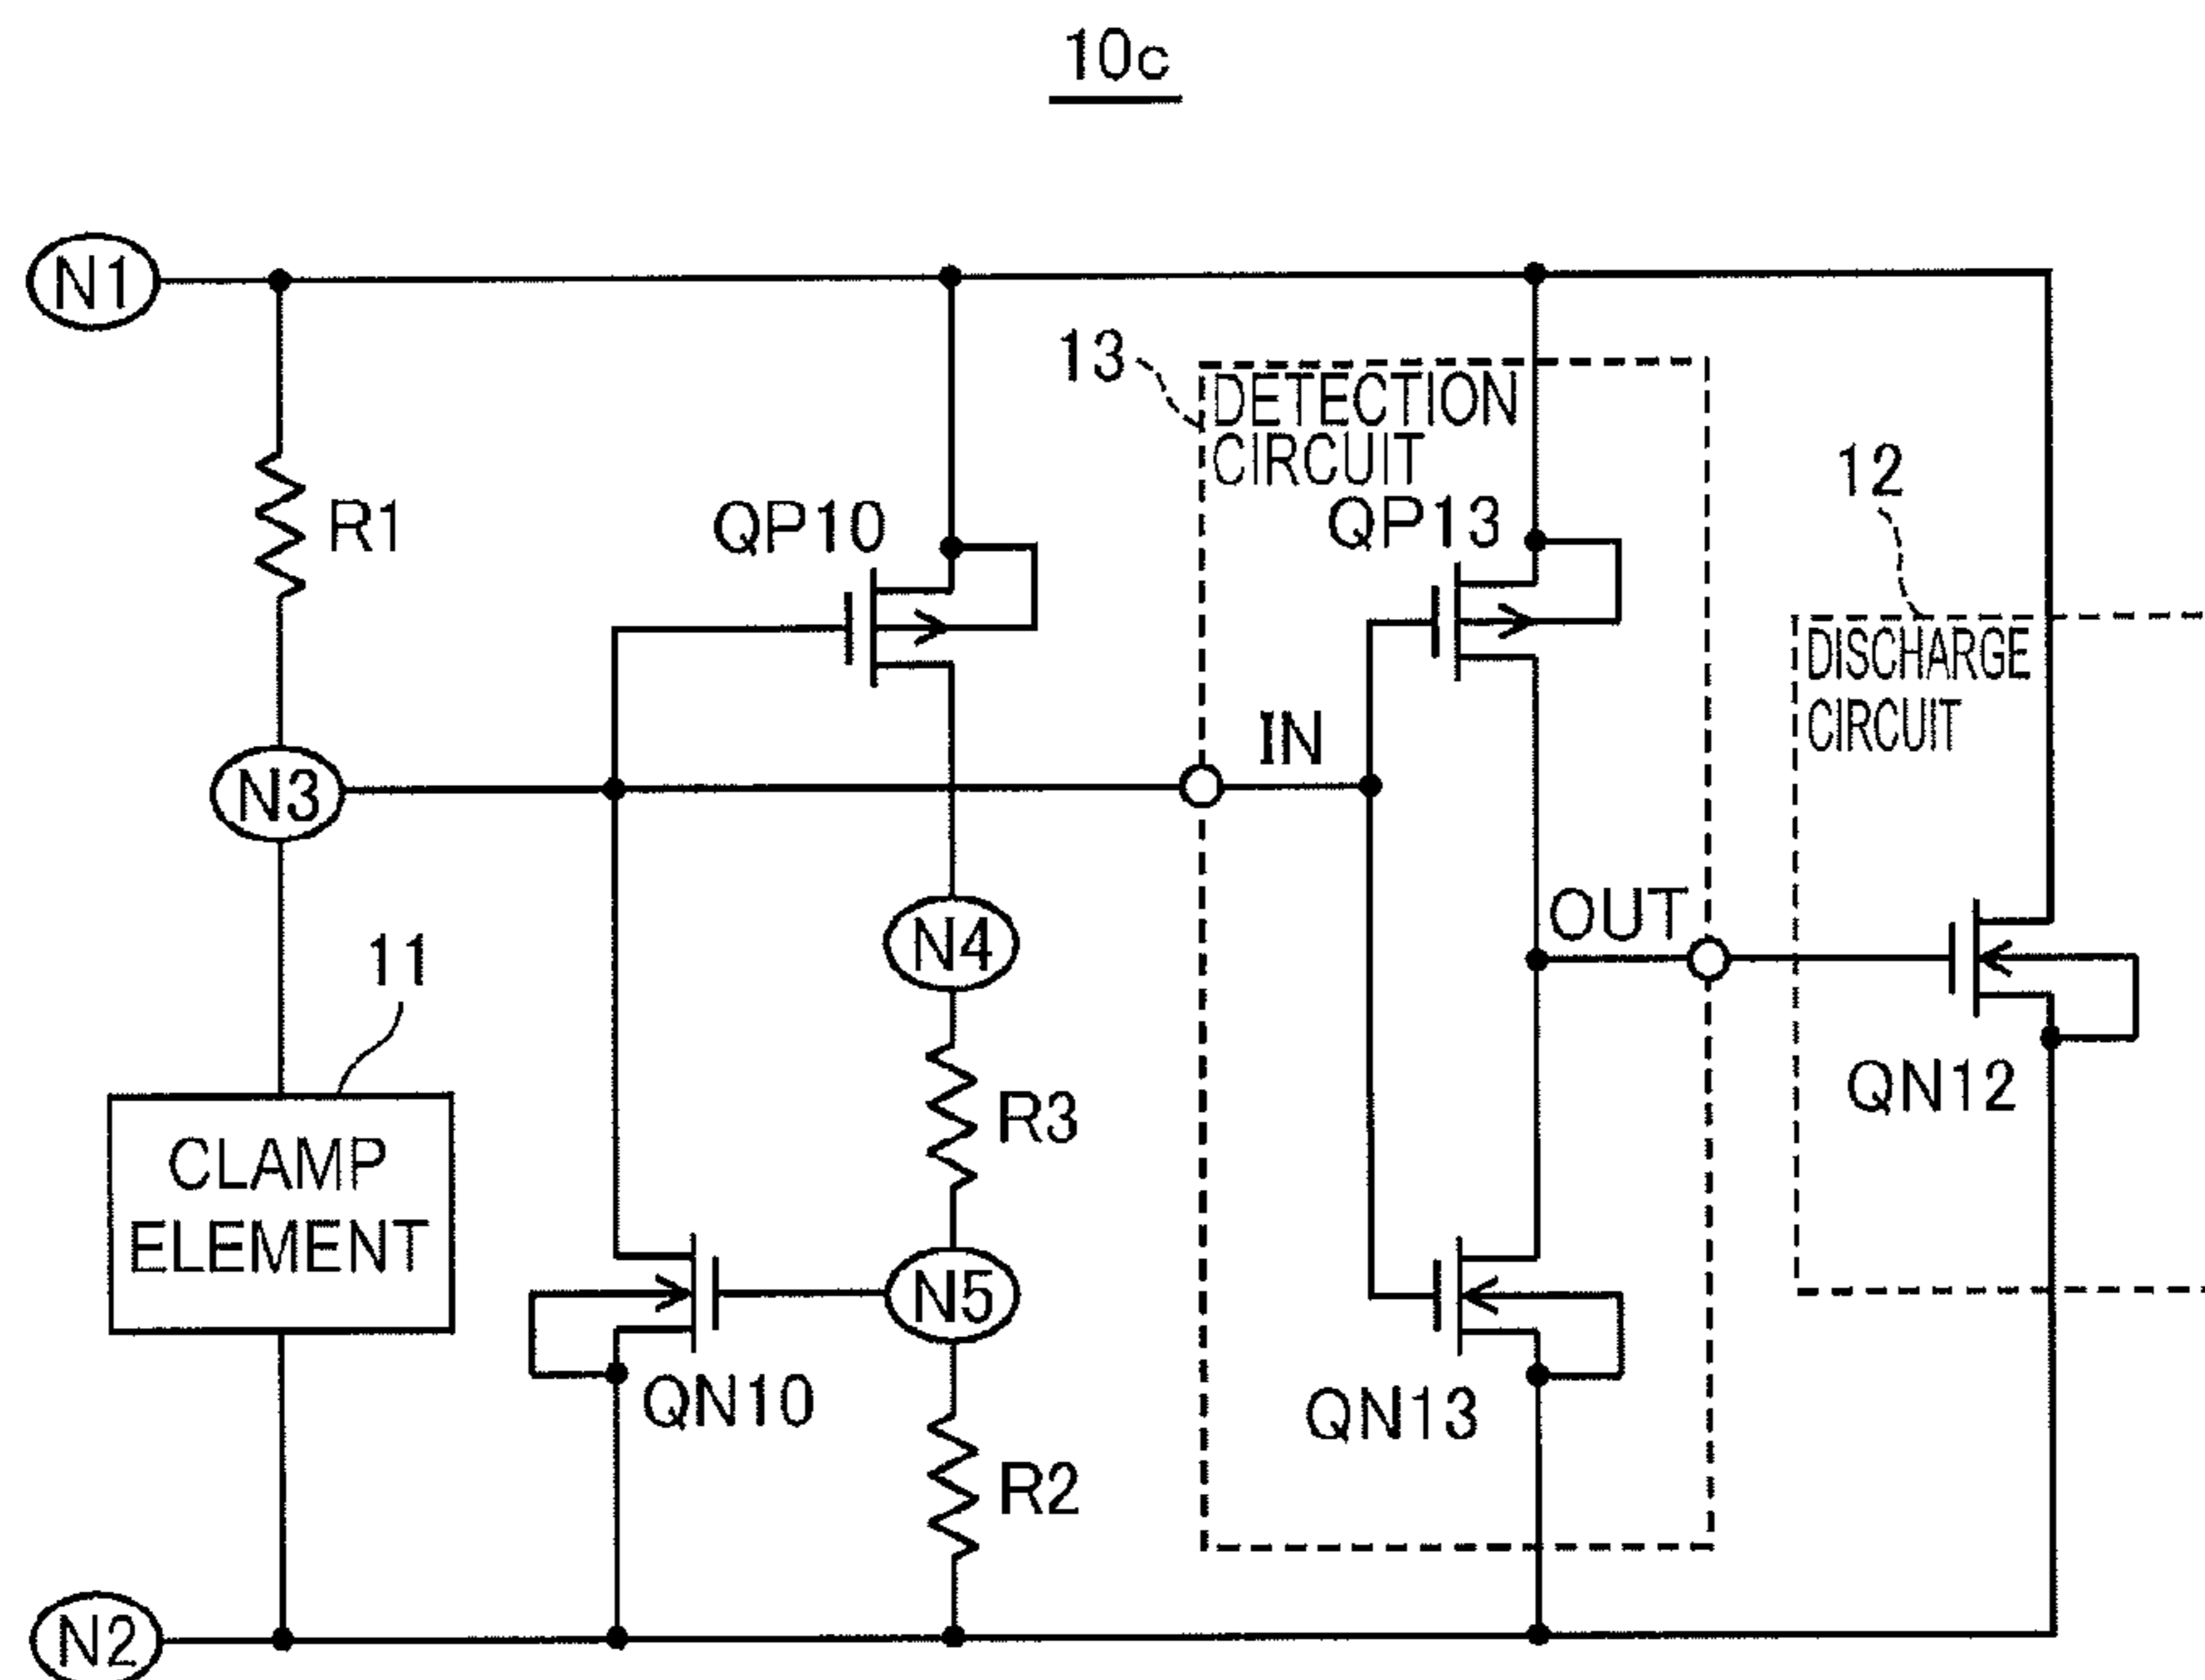 10c
N1
13
DETECTION
CIRCUIT
12
R1
QP10
QP13
DISCHARGE
CIRCUIT
IN
N3
OUT
N4
11
R3
QN12
CLAMP
ELEMENT
N5
QN10
QN13
R2
N2